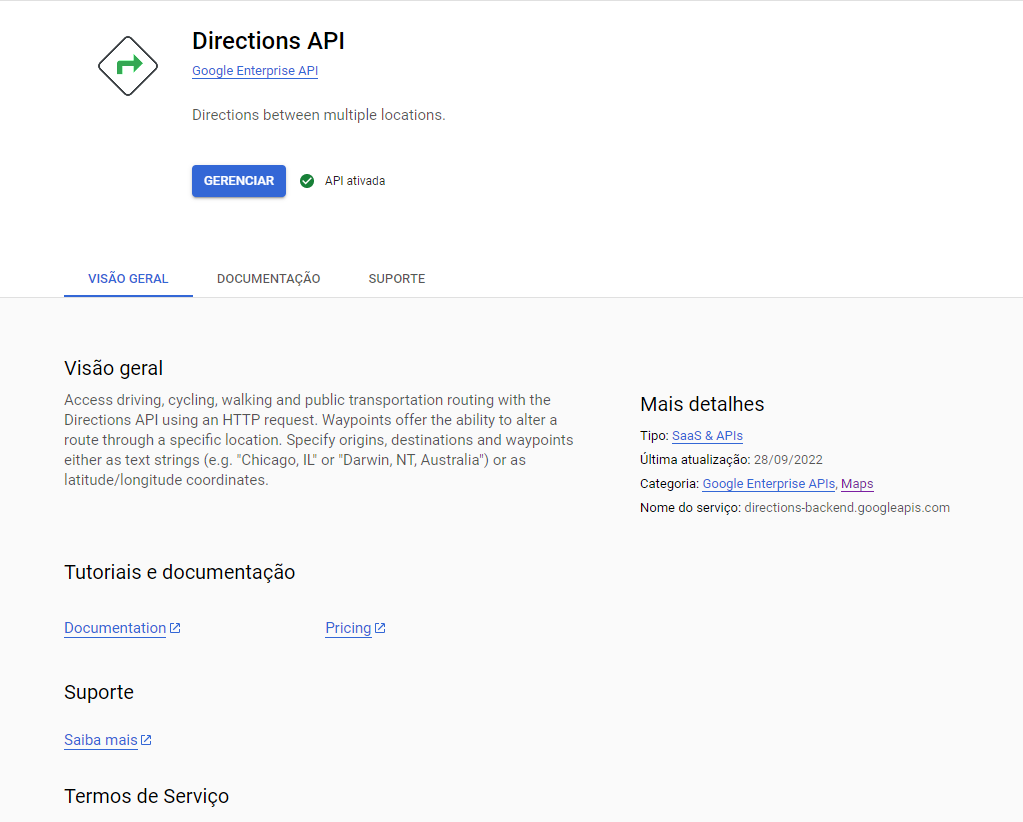 Directions API
Google Enterprise API
Directions between multiple locations.
GERENCIAR
API ativada
VISÃO GERAL
DOCUMENTAÇÃO
SUPORTE
Visão geral
Access driving, cycling, walking and public transportation routing with the
Directions API using an HTTP request. Waypoints offer the ability to alter a
route through a specific location. Specify origins, destinations and waypoints
either as text strings (e.g. "Chicago, IL" or "Darwin, NT, Australia") or as
latitude/longitude coordinates.
Mais detalhes
Tipo: SaaS & APIs
Última atualização: 28/09/2022
Categoria: Google Enterprise APIs, Maps
Nome do serviço: directions-backend.googleapis.com
Tutoriais e documentação
Documentation
Pricing
Suporte
Saiba mais
Termos de Serviço